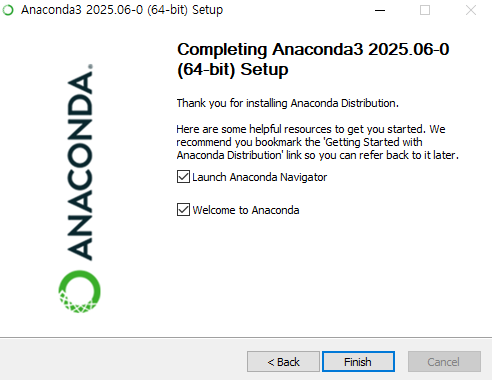 Anaconda3 2025.06-0 (64-bit) Setup
Completing Anaconda3 2025.06-0
(64-bit) Setup
Thank you for installing Anaconda Distribution.
Here are some helpful resources to get you started. We
recommend you bookmark the 'Getting Started with
Anaconda Distribution' link so you can refer back to it later.
Launch Anaconda Navigator
Welcome to Anaconda
ANACONDA.
< Back
Finish
Cancel